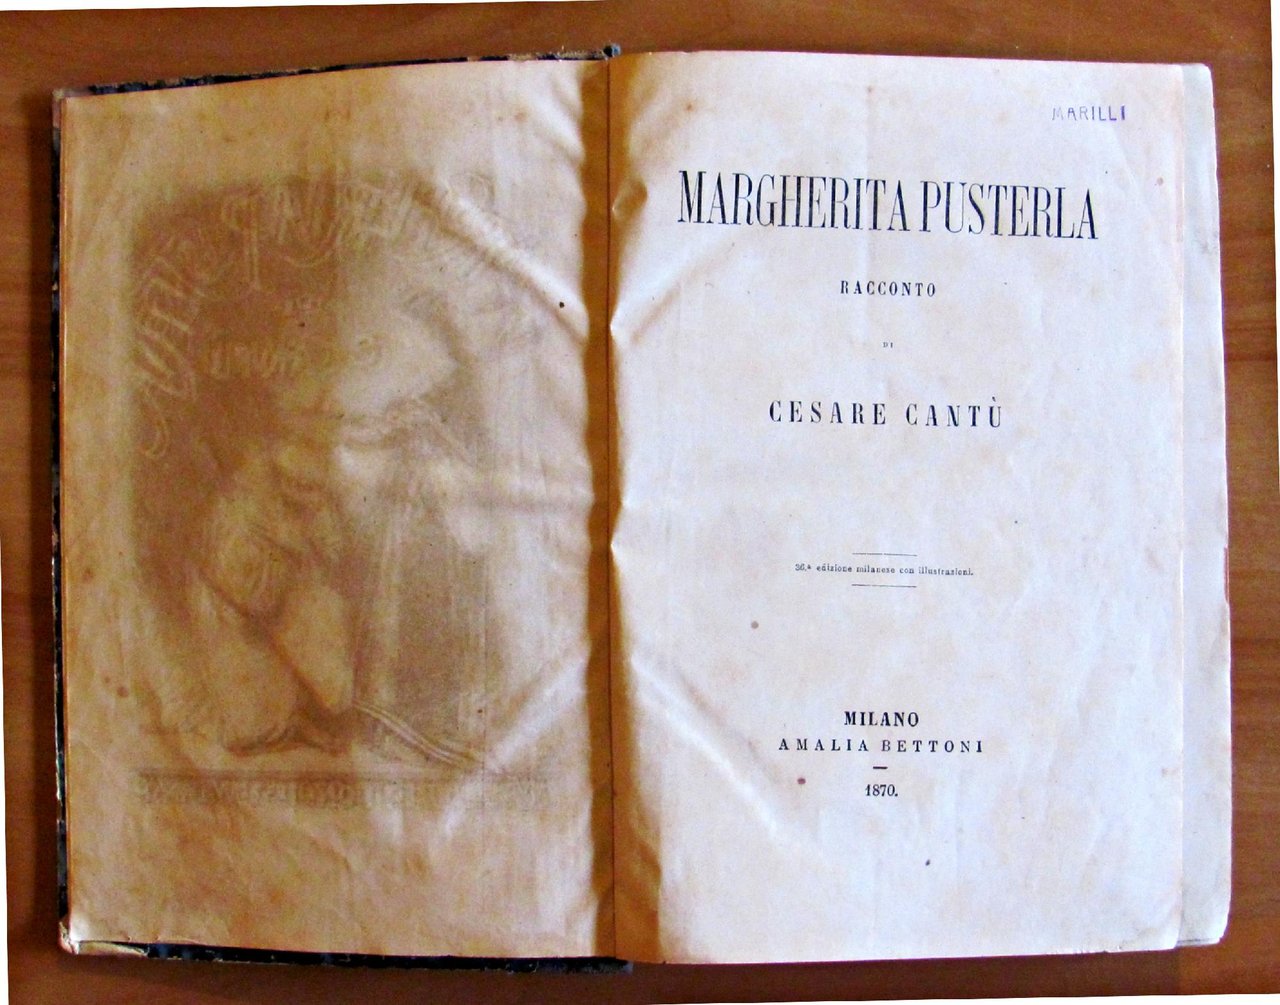 MARILLI
MARGHERITA PUSTERLA
RACCONTO
DI
CESARE CANTÙ
36.ª edizione milanese con illustrazioni.
MILANO
AMALIA BETTONI
1870.